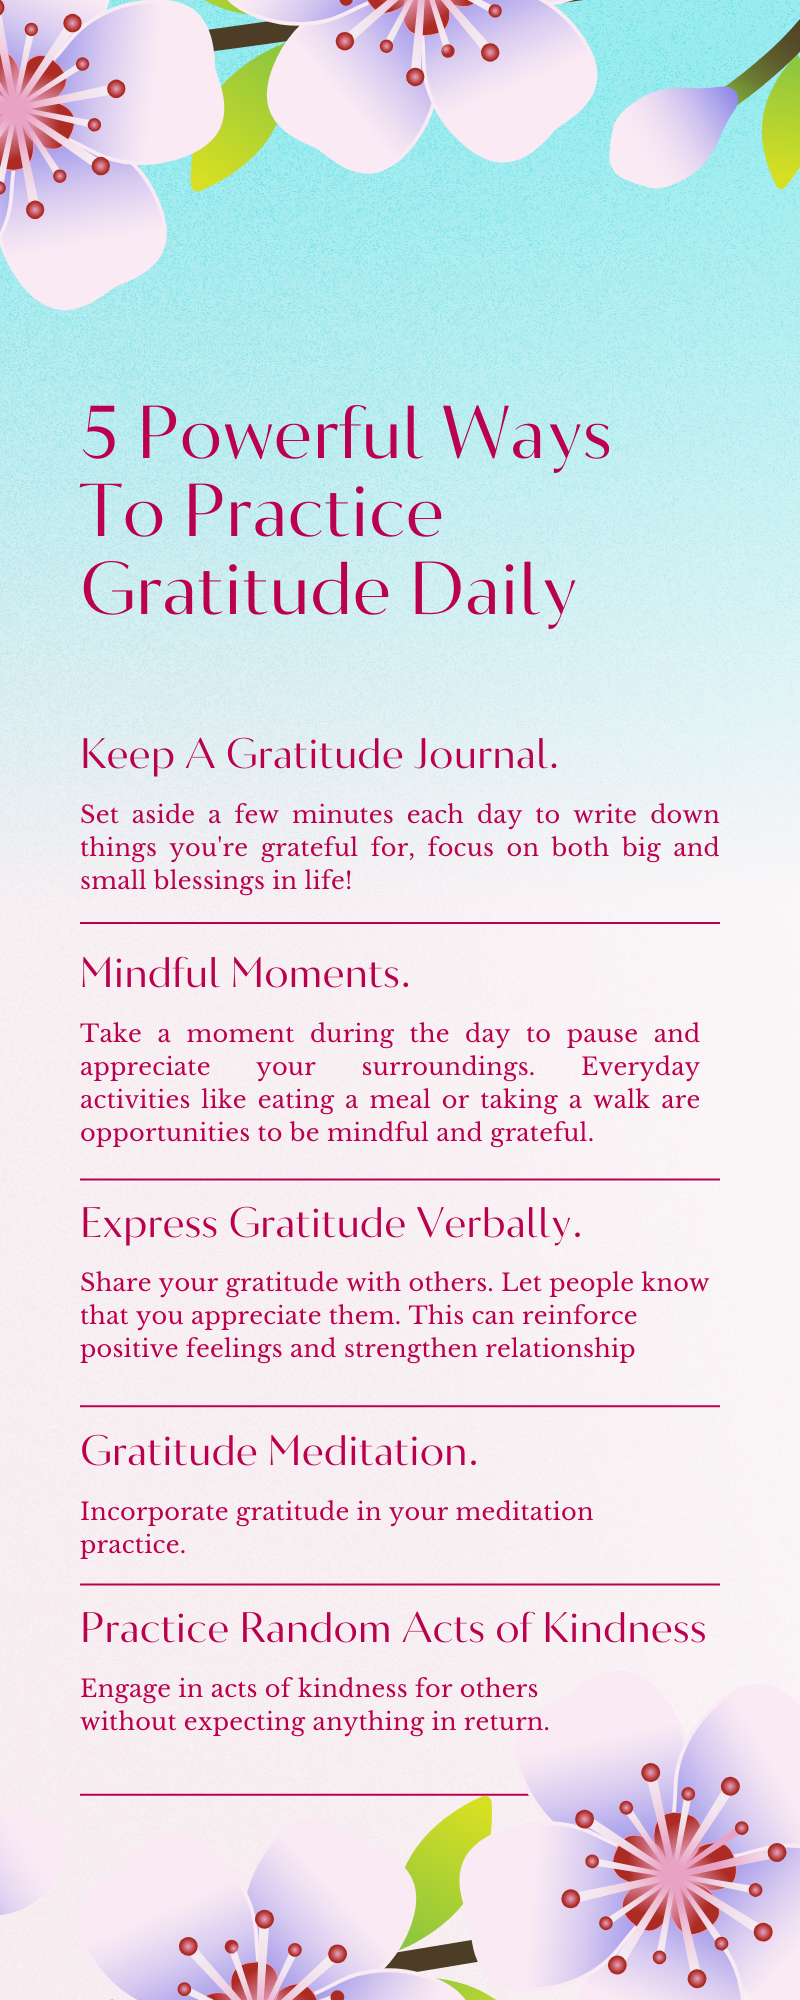 5 Powerful Ways
To Practice
Gratitude Daily
Keep A Gratitude Journal.
Set aside a few minutes each day to write down
things you're grateful for, focus on both big and
small blessings in life!
Mindful Moments.
Take a moment during the day to pause and
appreciate your surroundings. Everyday
activities like eating a meal or taking a walk are
opportunities to be mindful and grateful.
Express Gratitude Verbally.
Share your gratitude with others. Let people know
that you appreciate them. This can reinforce
positive feelings and strengthen relationship
Gratitude Meditation.
Incorporate gratitude in your meditation
practice.
Practice Random Acts of Kindness
Engage in acts of kindness for others
without expecting anything in return.